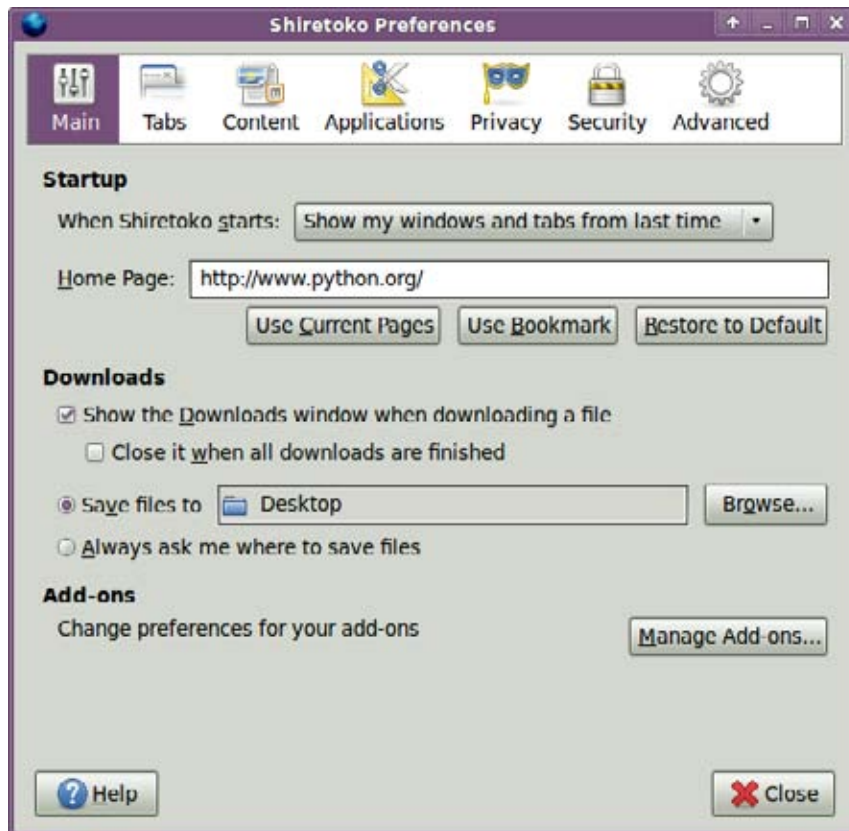 Shiretoko Preferences
Main Tabs Content Applications Privacy Security Advanced
Startup
When Shiretoko starts: Show my windows and tabs from last time
Home Page: http://www.python.org/
Use Current Pages Use Bookmark Restore to Default
Downloads
Show the Downloads window when downloading a file
Close it when all downloads are finished
Save files to Desktop Browse...
Always ask me where to save files
Add-ons
Change preferences for your add-ons Manage Add-ons...
Help Close